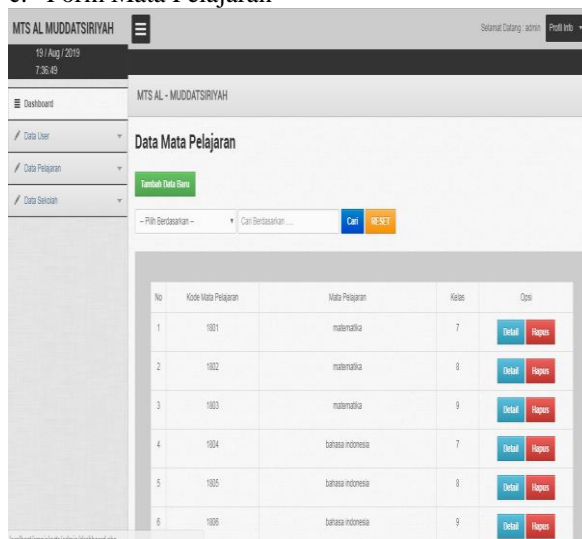 c. Form Mata Pelajaran
MTS AL MUDDATSIRIYAH
Selamat Datang : admin Profil Info
19 / Aug / 2019
7:36:49
Dashboard
MTS AL - MUDDATSIRIYAH
Data User
Data Mata Pelajaran
Data Pelajaran
Tambah Data Baru
Data Sekolah
-- Pilih Berdasarkan -- Cari Berdasarkan .... Cari RESET
No Kode Mata Pelajaran Mata Pelajaran Kelas Opsi
1 1801 matematika 7 Detail Hapus
2 1802 matematika 8 Detail Hapus
3 1803 matematika 9 Detail Hapus
4 1804 bahasa indonesia 7 Detail Hapus
5 1805 bahasa indonesia 8 Detail Hapus
6 1806 bahasa indonesia 9 Detail Hapus